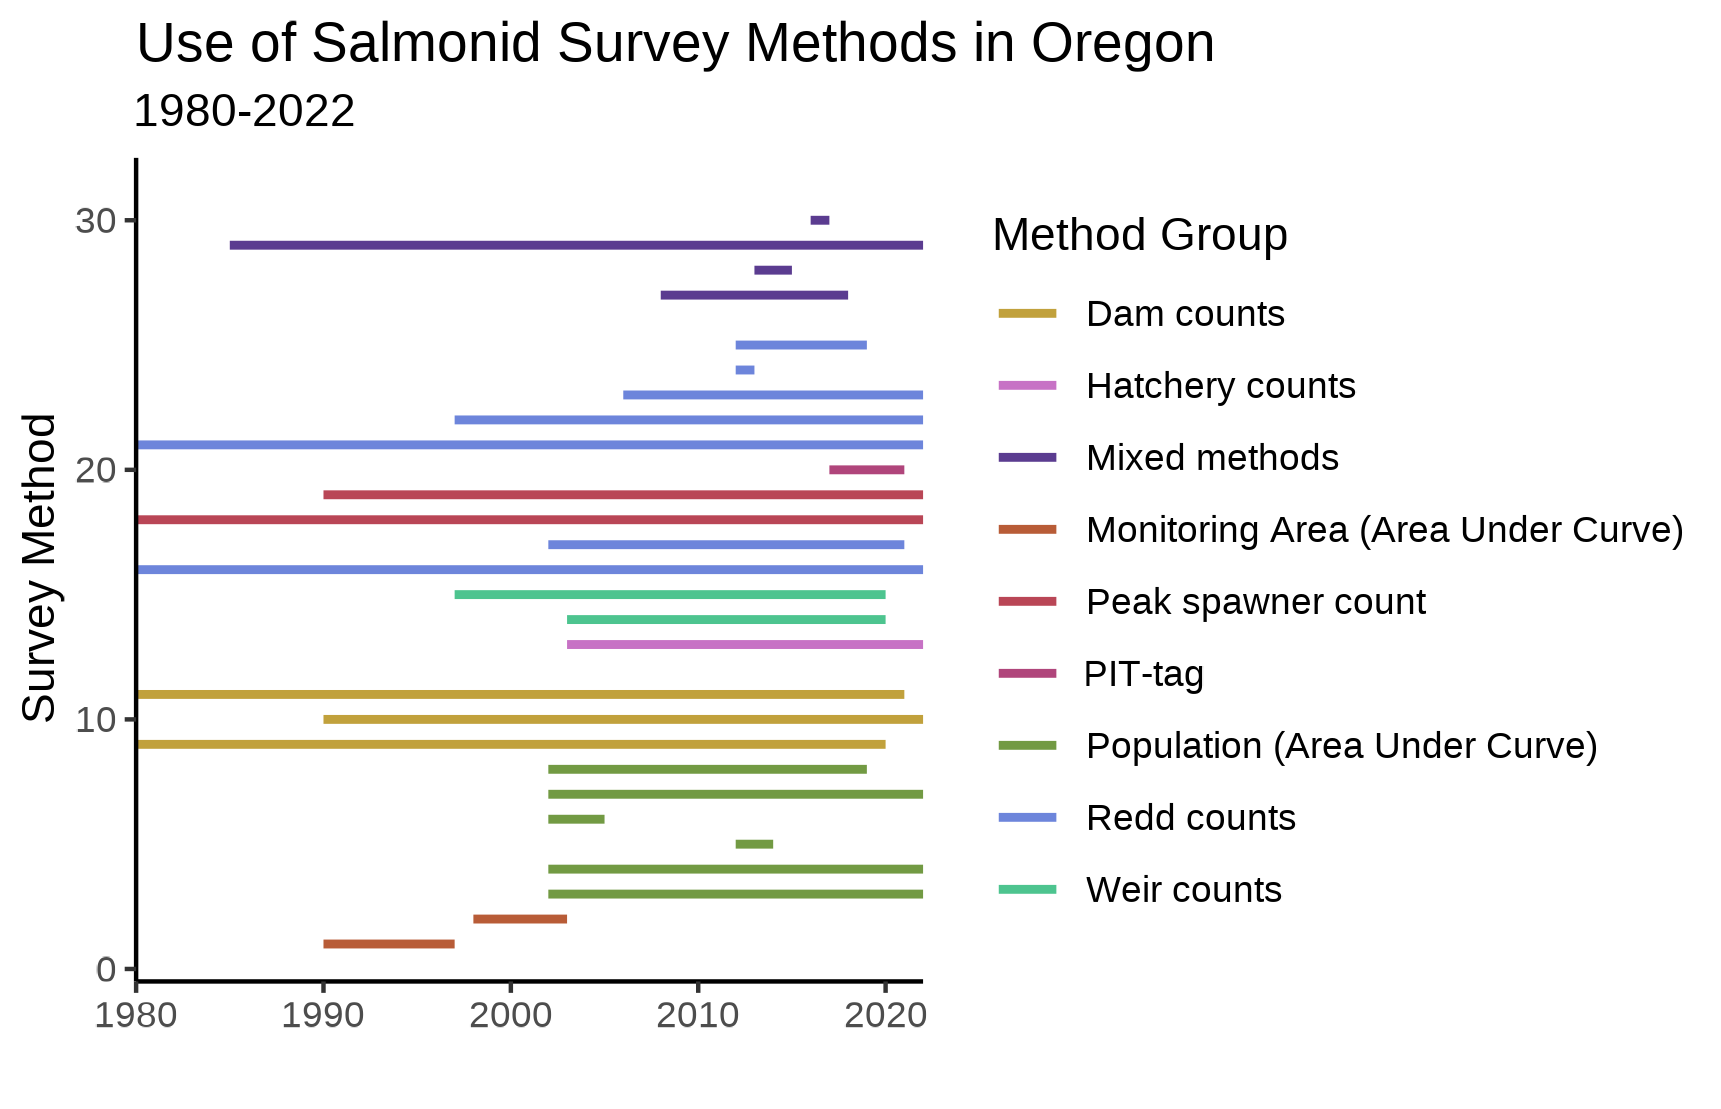 Use of Salmonid Survey Methods in Oregon
1980-2022
Survey Method
30
20
10
0
1980 1990 2000 2010 2020
Method Group
Dam counts
Hatchery counts
Mixed methods
Monitoring Area (Area Under Curve)
Peak spawner count
PIT-tag
Population (Area Under Curve)
Redd counts
Weir counts